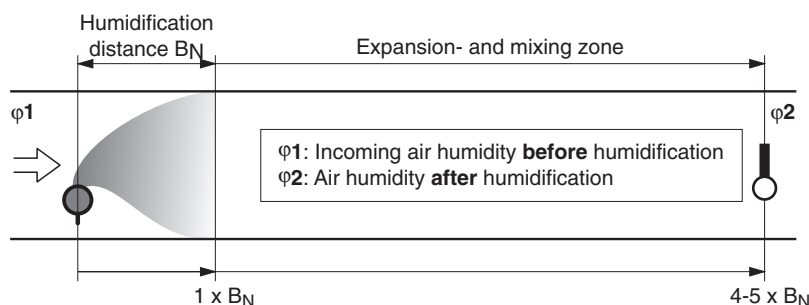 Humidification
distance BN
Expansion- and mixing zone
φ1
φ2
φ1: Incoming air humidity before humidification
φ2: Air humidity after humidification
1 x BN
4-5 x BN